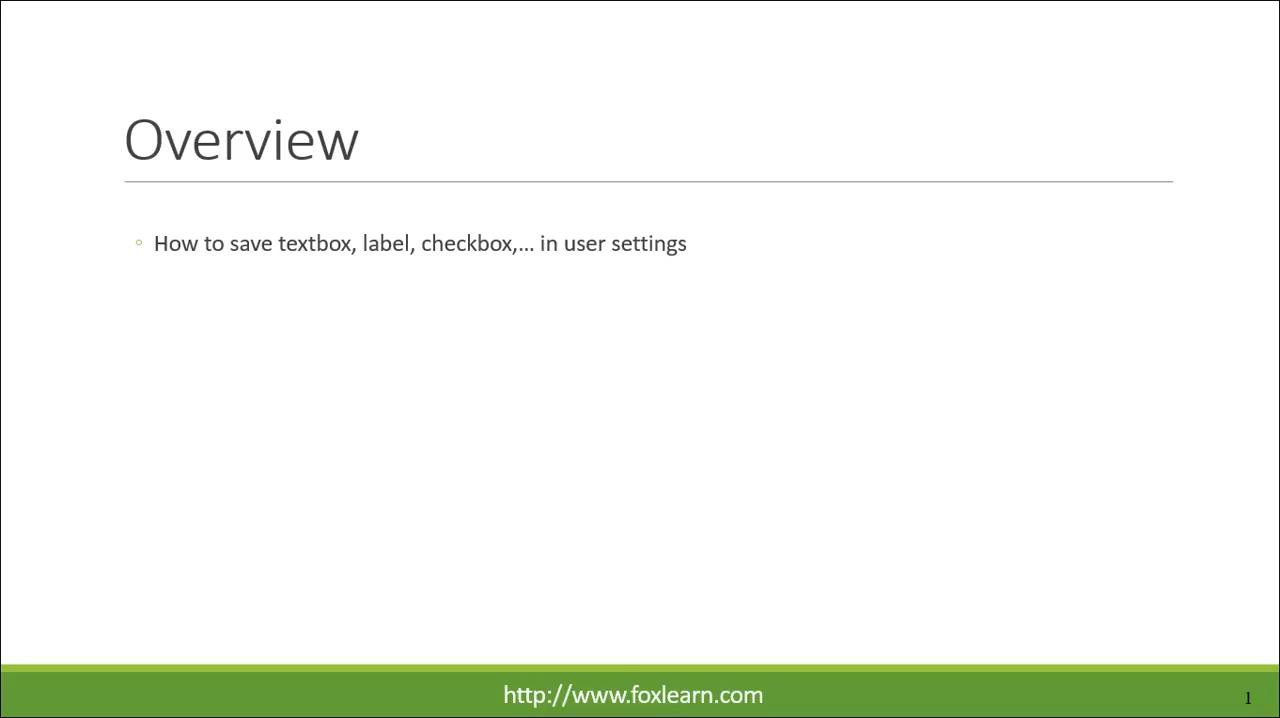 Overview
How to save textbox, label, checkbox,... in user settings
http://www.foxlearn.com
1